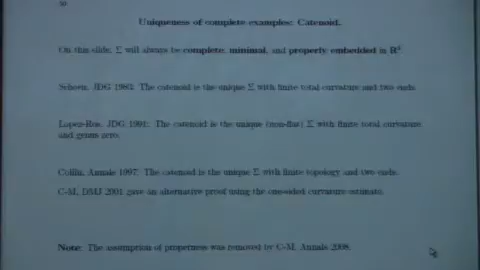 Uniqueness of complete examples: Catenoid.
On this slide, Σ will always be complete, minimal, and properly embedded in R³
Schoen, JDG 1983: The catenoid is the unique Σ with finite total curvature and two ends.
Lopez-Ros, JDG 1991: The catenoid is the unique (non-flat) Σ with finite total curvature
and genus zero.
Collin, Annals 1997: The catenoid is the unique Σ with finite topology and two ends.
C-M, DMJ 2001 gave an alternative proof using the one-sided curvature estimate.
Note: The assumption of properness was removed by C-M, Annals 2008.